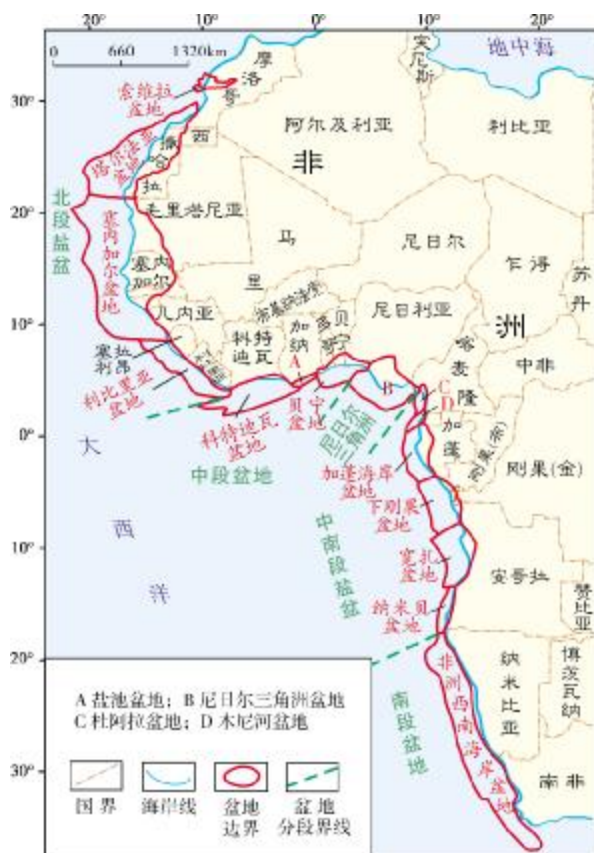 20°
10°
0°
10°
20°
0
660
1320km
地中海
突尼斯
摩洛哥
30°
索维拉
盆地
阿尔及利亚
利比亚
非
西
撒
哈
拉
塔尔法亚
盆地
北段盐盆
20°
毛里塔尼亚
马
里
尼日尔
乍得
苏丹
塞内加尔盆地
塞内
加尔
布基纳法索
尼日利亚
洲
10°
几内亚
塞拉
利昂
科特
迪瓦
加纳
多哥
贝宁
喀麦隆
中非
利比里亚
盆地
A
B
C
D
科特迪瓦
盆地
贝宁
盆地
尼日尔
三角洲
0°
大
西
洋
中段盆地
加蓬
刚果(布)
刚果(金)
加蓬海岸
盆地
下刚果
盆地
中南段盐盆
10°
宽扎
盆地
安哥拉
赞比亚
纳米贝
盆地
20°
纳米比亚
博茨瓦纳
非洲西南海岸盆地
南段盆地
30°
南非
A 盐池盆地；B 尼日尔三角洲盆地
C 杜阿拉盆地；D 木尼河盆地
国界
海岸线
盆地
边界
盆地
分段界线